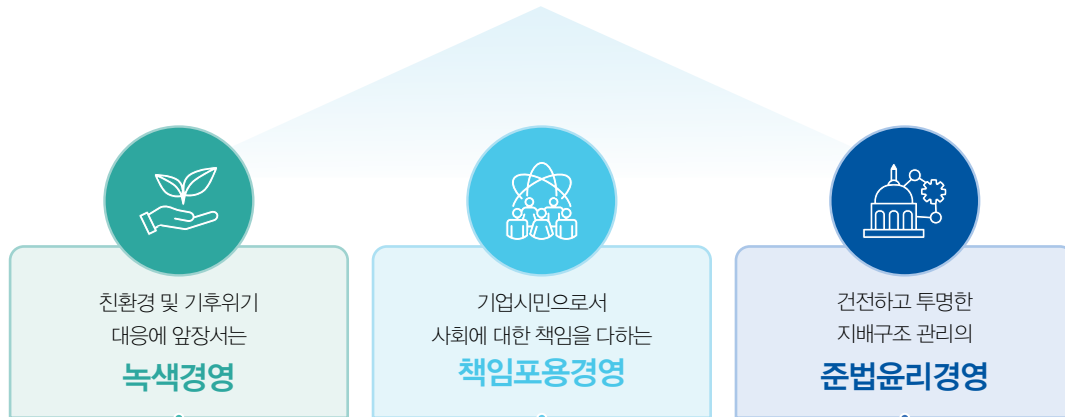 친환경 및 기후위기
대응에 앞장서는
녹색경영
기업시민으로서
사회에 대한 책임을 다하는
책임포용경영
건전하고 투명한
지배구조 관리의
준법윤리경영